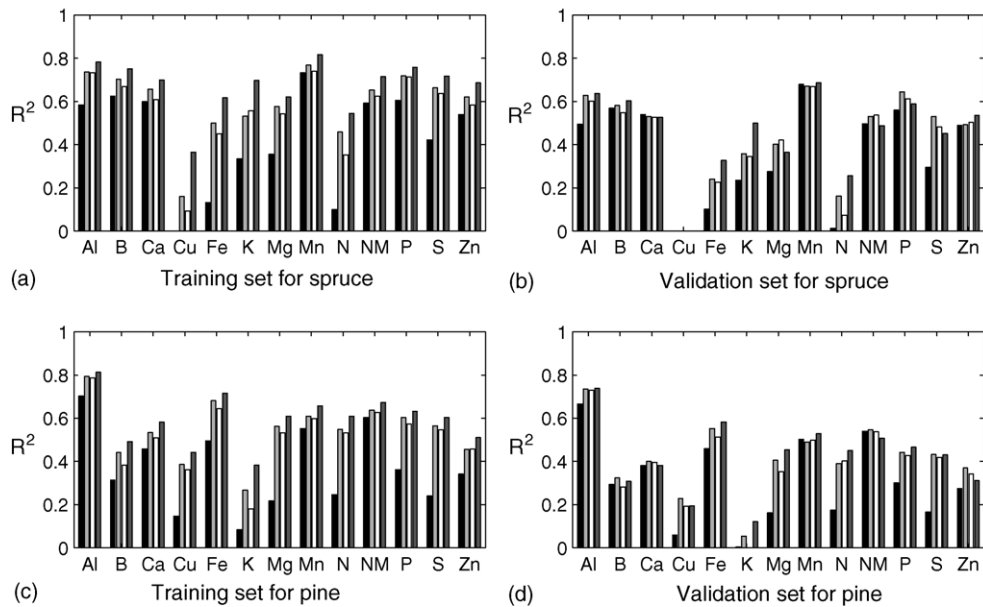 1
0.8
0.6
R²
0.4
0.2
0
Al B Ca Cu Fe K Mg Mn N NM P S Zn
(a) Training set for spruce
1
0.8
0.6
R²
0.4
0.2
0
Al B Ca Cu Fe K Mg Mn N NM P S Zn
(b) Validation set for spruce
1
0.8
0.6
R²
0.4
0.2
0
Al B Ca Cu Fe K Mg Mn N NM P S Zn
(c) Training set for pine
1
0.8
0.6
R²
0.4
0.2
0
Al B Ca Cu Fe K Mg Mn N NM P S Zn
(d) Validation set for pine